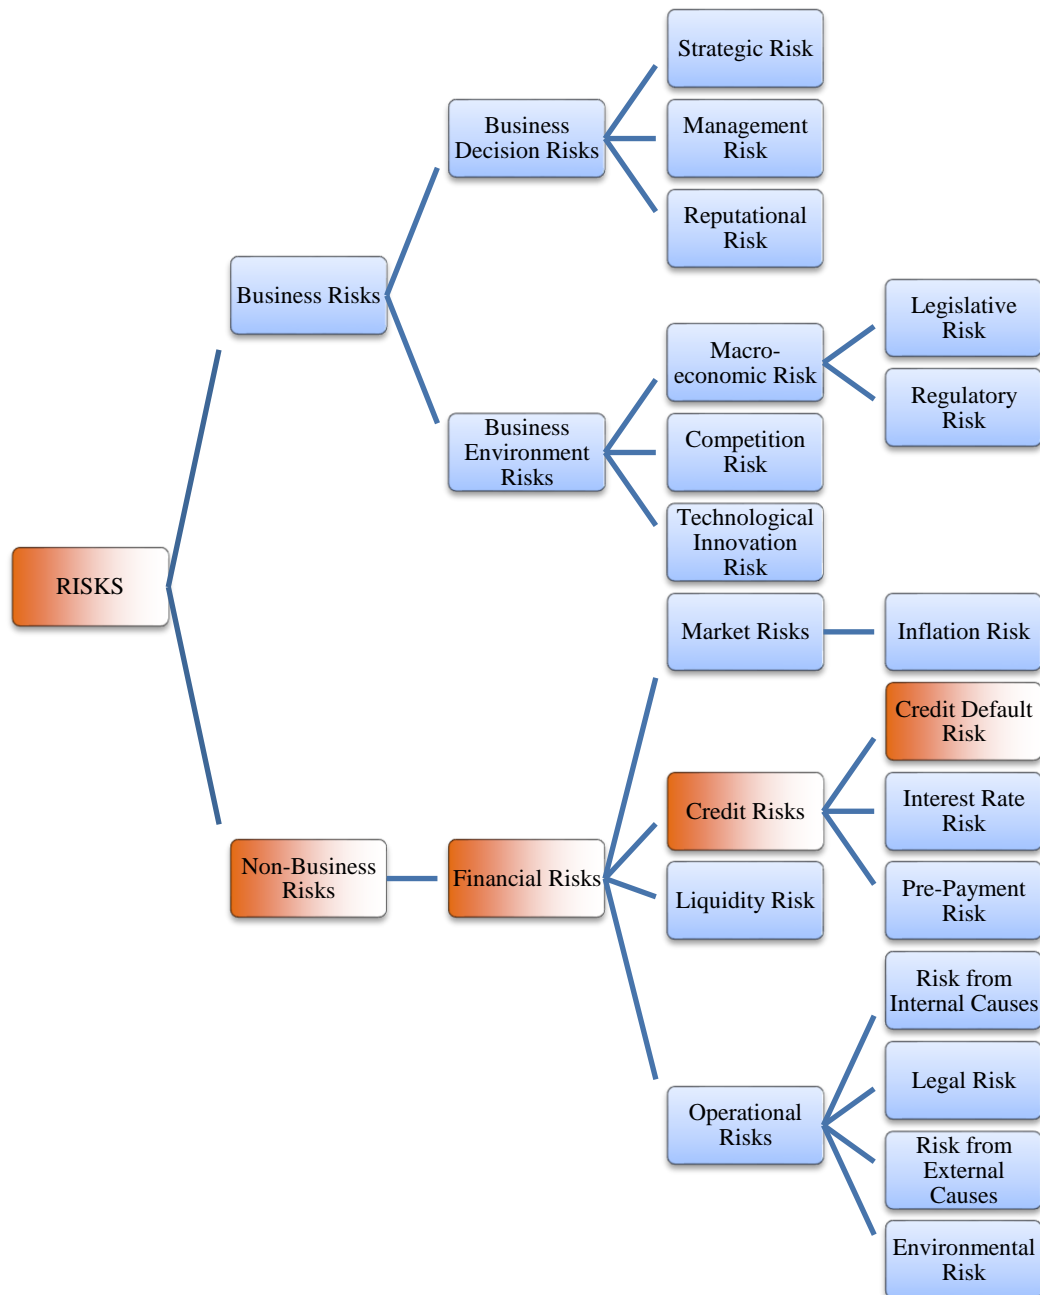 Strategic Risk
Business
Decision Risks
Management
Risk
Reputational
Risk
Business Risks
Legislative
Risk
Macro-
economic Risk
Regulatory
Risk
Business
Environment
Risks
Competition
Risk
Technological
Innovation
Risk
RISKS
Market Risks
Inflation Risk
Credit Default
Risk
Credit Risks
Interest Rate
Risk
Non-Business
Risks
Financial Risks
Liquidity Risk
Pre-Payment
Risk
Risk from
Internal Causes
Legal Risk
Operational
Risks
Risk from
External
Causes
Environmental
Risk